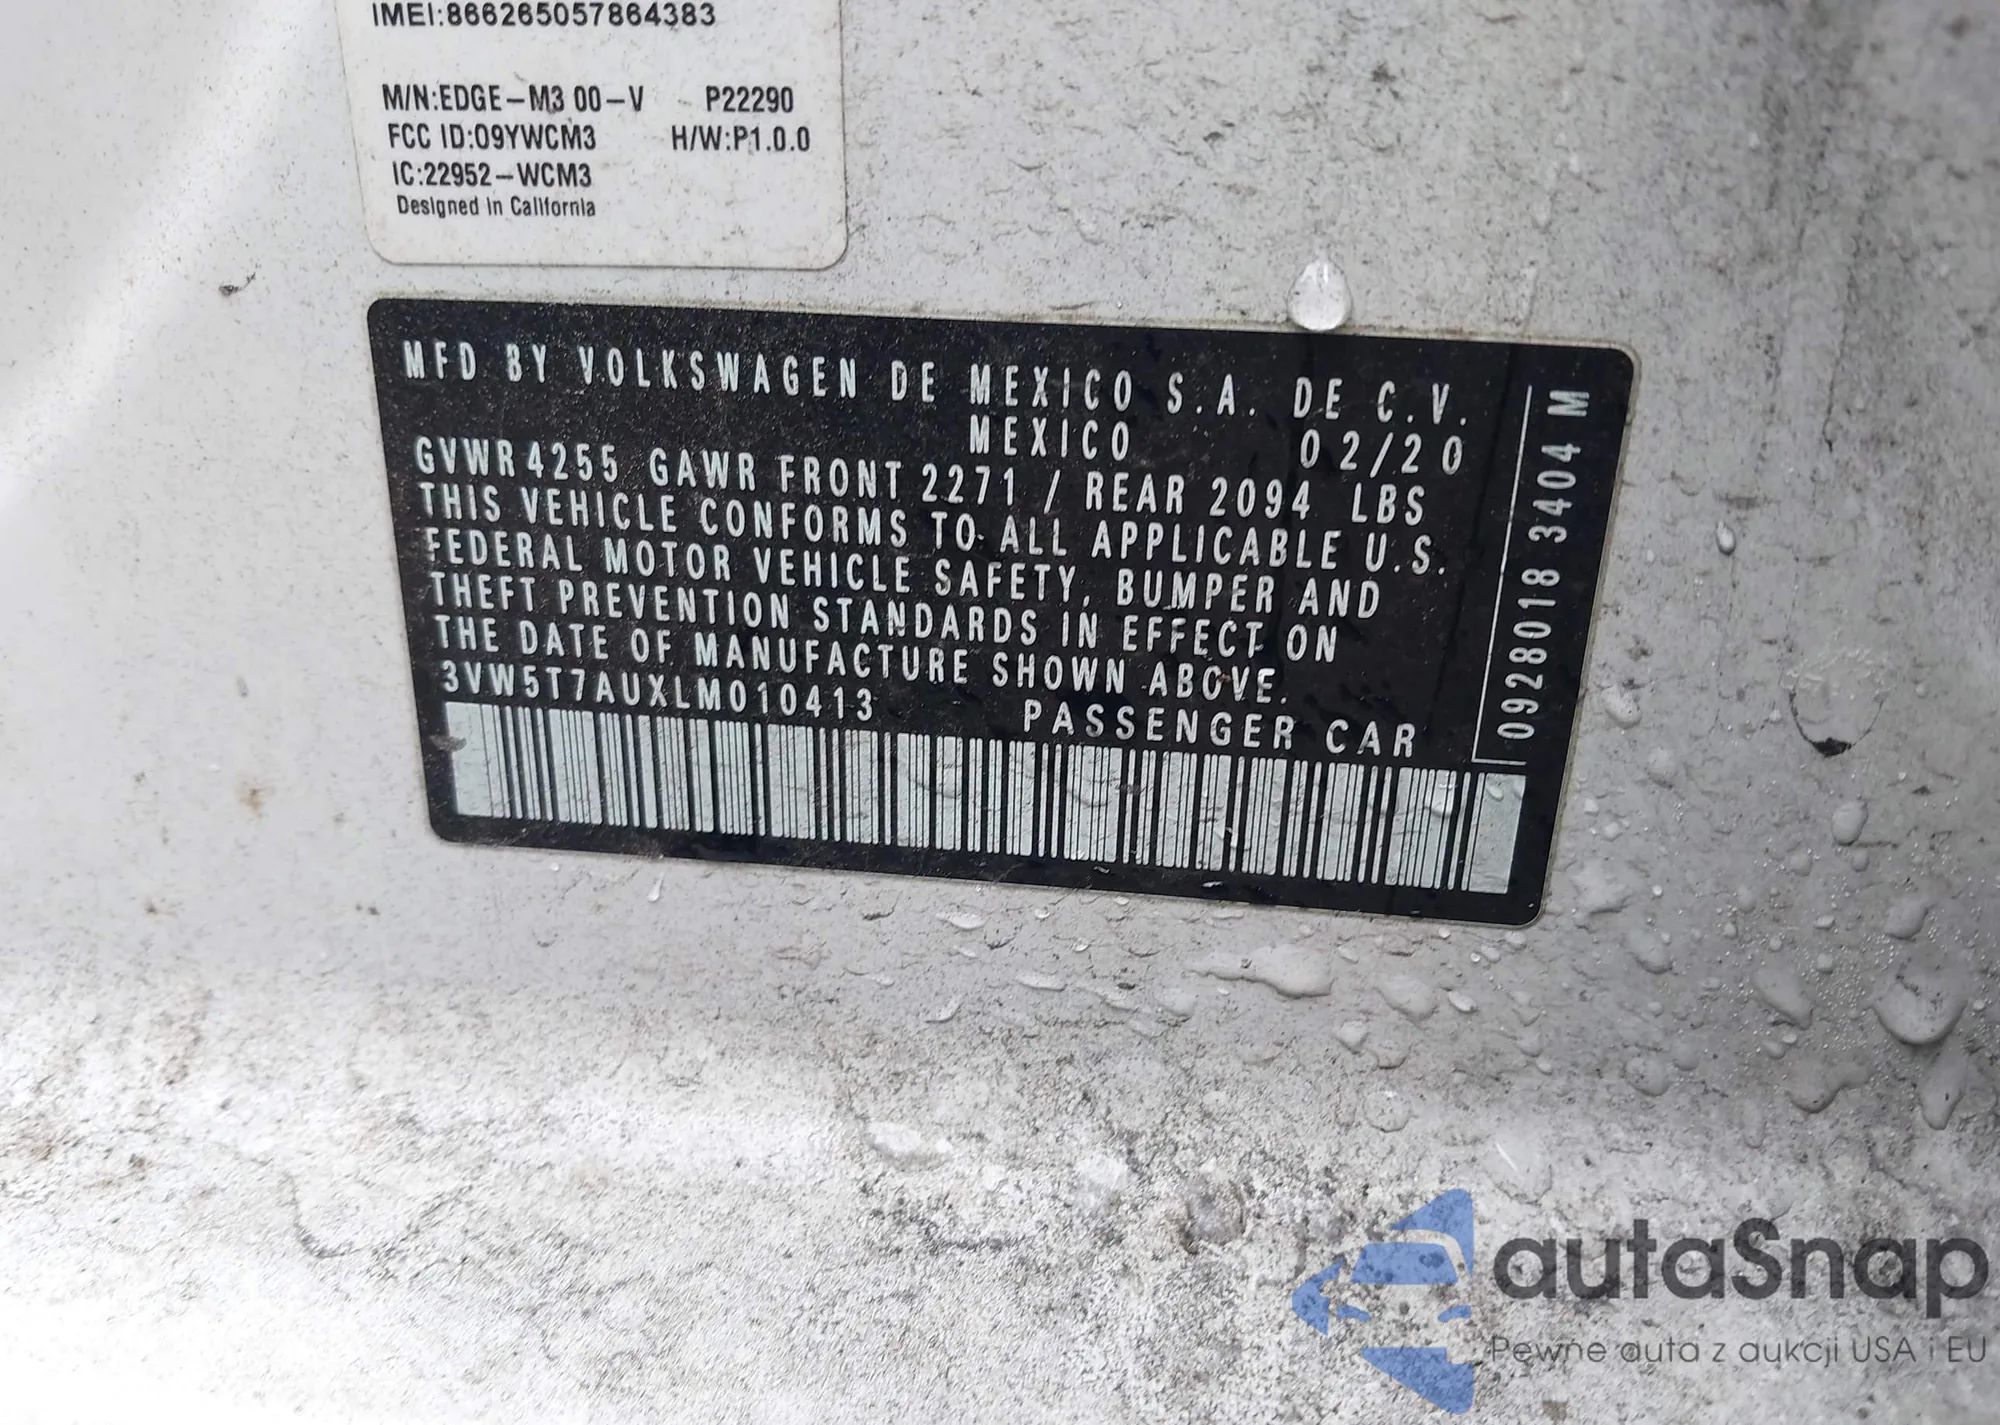 IMEI:866265057864383
M/N:EDGE-M3 00-V P22290
FCC ID:O9YWCM3 H/W:P1.0.0
IC:22952-WCM3
Designed in California
MFD BY VOLKSWAGEN DE MEXICO S.A. DE C.V.
MEXICO 02/20
GVWR 4255 GAWR FRONT 2271 / REAR 2094 LBS
THIS VEHICLE CONFORMS TO ALL APPLICABLE U.S.
FEDERAL MOTOR VEHICLE SAFETY, BUMPER AND
THEFT PREVENTION STANDARDS IN EFFECT ON
THE DATE OF MANUFACTURE SHOWN ABOVE.
3VW5T7AUXLM010413 PASSENGER CAR
0928018 3404 M
autaSnap
Pewne auta z aukcji USA i EU